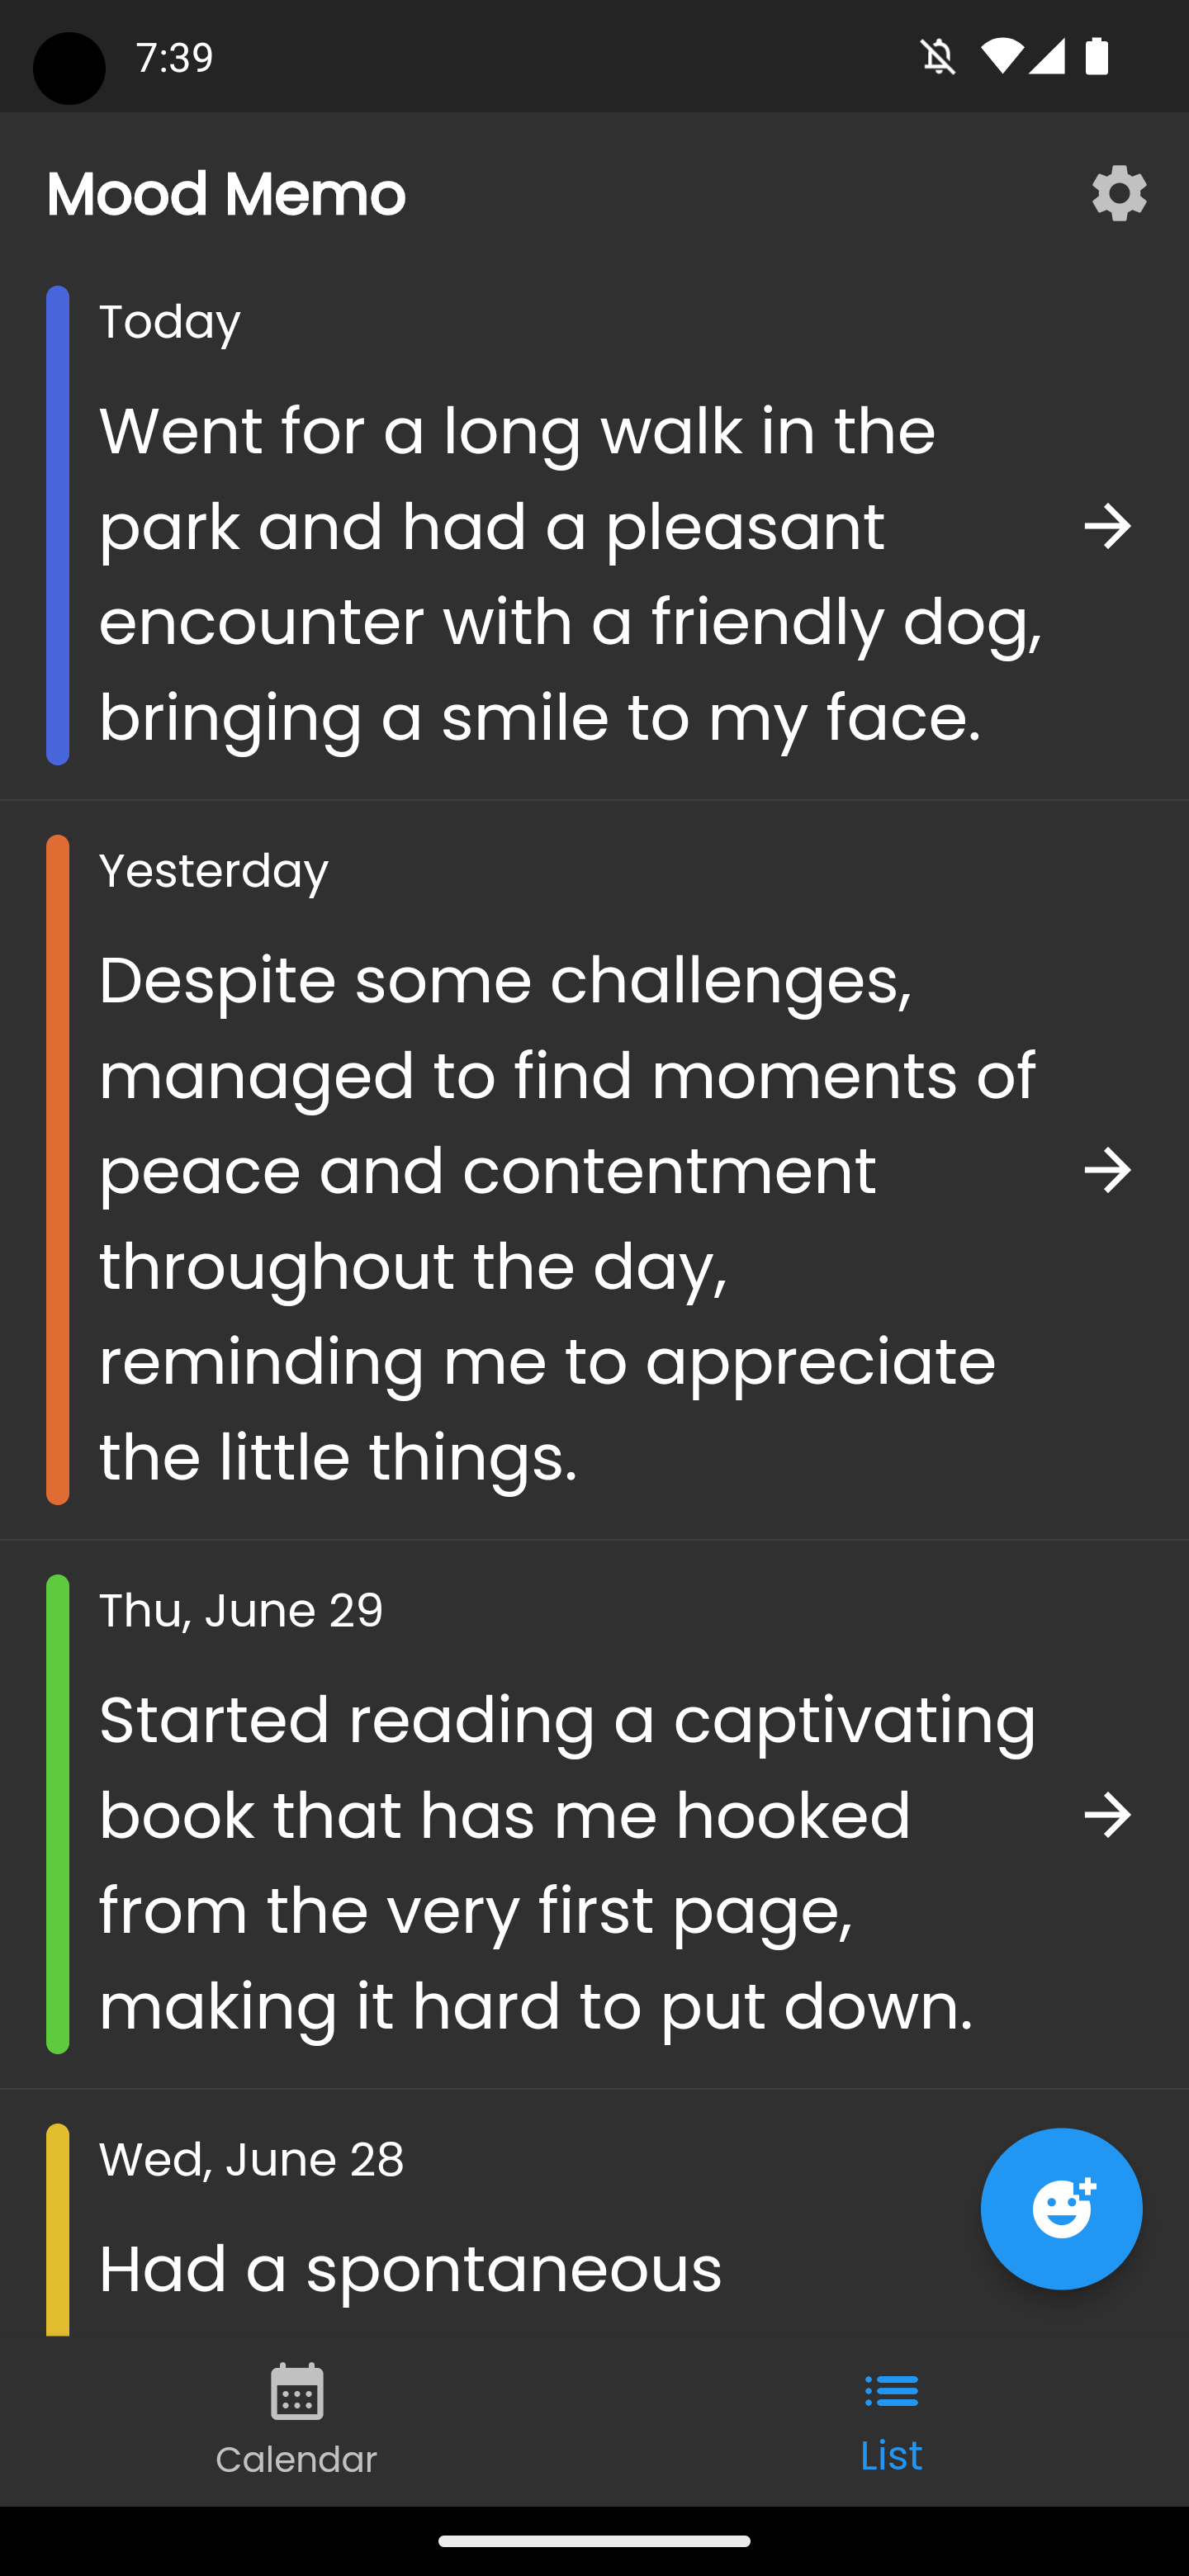 7:39
Mood Memo
Today
Went for a long walk in the
park and had a pleasant
encounter with a friendly dog,
bringing a smile to my face.
Yesterday
Despite some challenges,
managed to find moments of
peace and contentment
throughout the day,
reminding me to appreciate
the little things.
Thu, June 29
Started reading a captivating
book that has me hooked
from the very first page,
making it hard to put down.
Wed, June 28
Had a spontaneous
Calendar
List